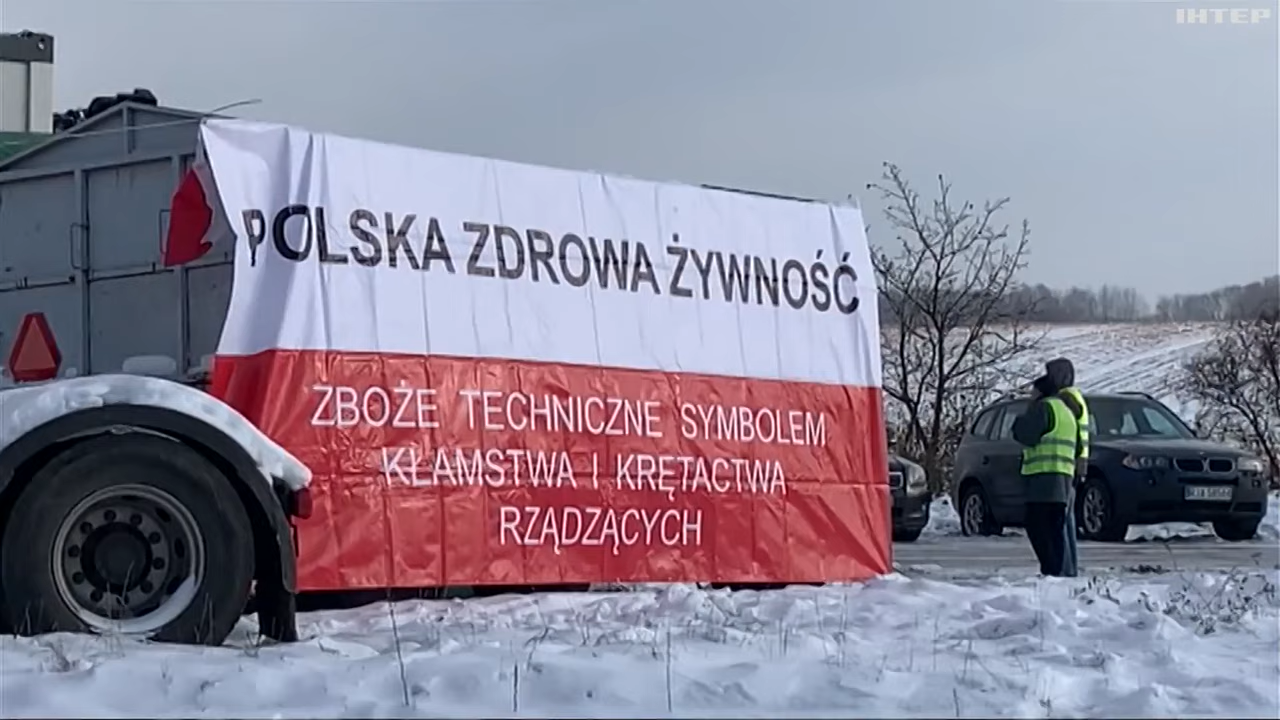 ІНТЕР
POLSKA ZDROWA ŻYWNOŚĆ
ZBOŻE TECHNICZNE SYMBOLEM
KŁAMSTWA I KRĘTACTWA
RZĄDZĄCYCH